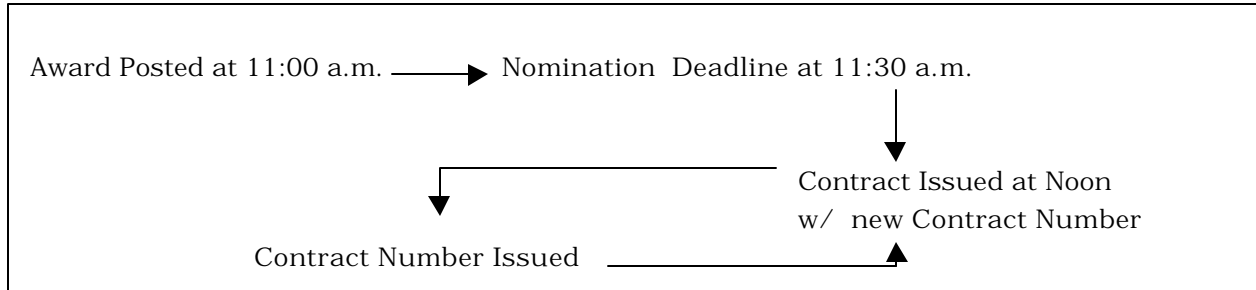 Award Posted at 11:00 a.m.
Nomination Deadline at 11:30 a.m.
Contract Issued at Noon
w/ new Contract Number
Contract Number Issued